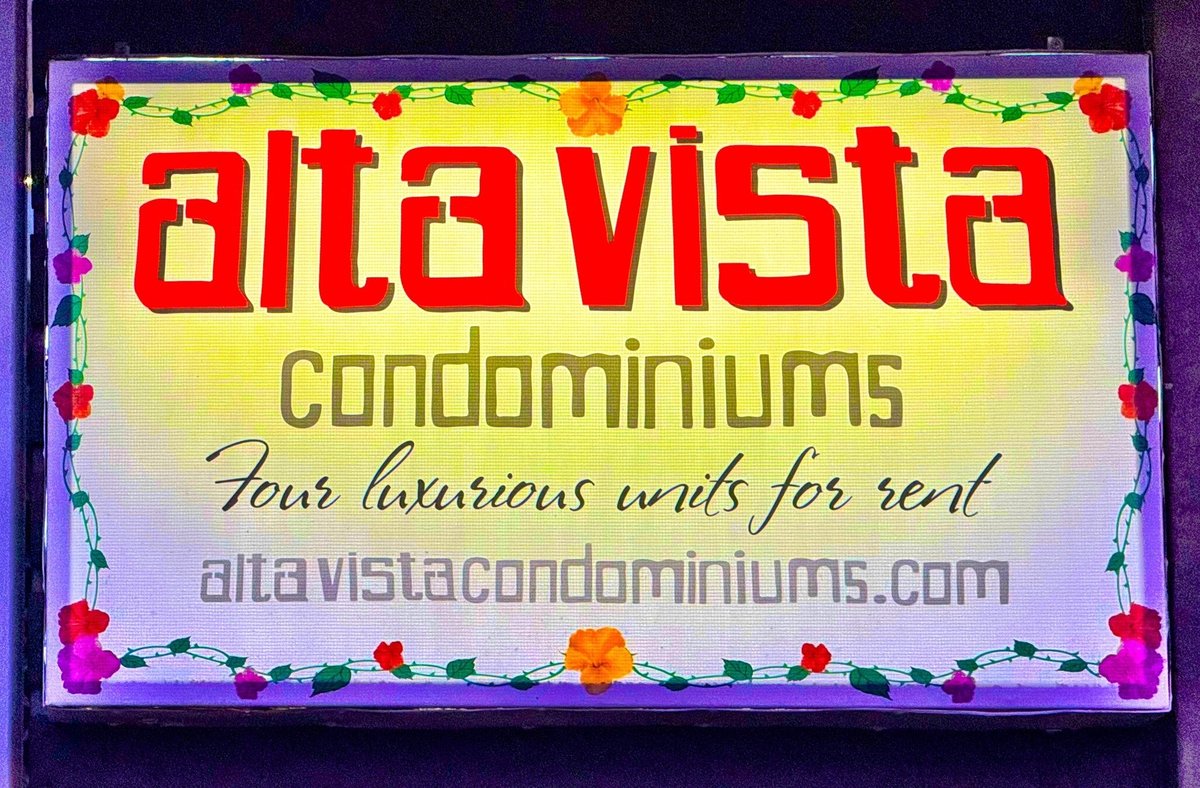 alta vista
condominiums
Four luxurious units for rent
altavistacondominiums.com